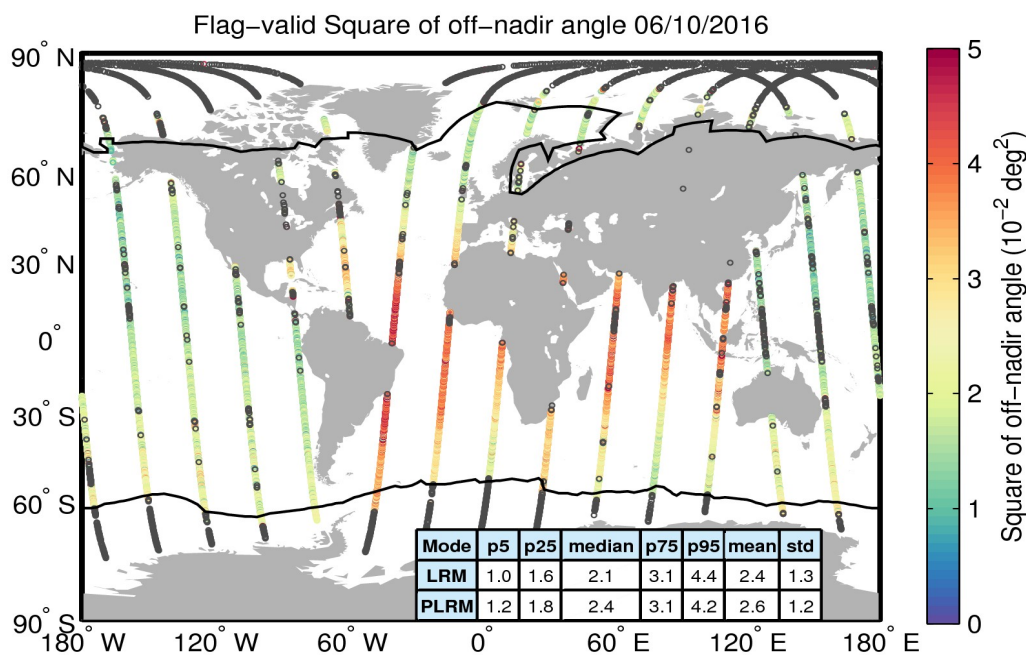 Flag−valid Square of off−nadir angle 06/10/2016
90° N
60° N
30° N
0°
30° S
60° S
90° S
180° W
120° W
60° W
0°
60° E
120° E
180° E
Mode p5 p25 median p75 p95 mean std
LRM 1.0 1.6 2.1 3.1 4.4 2.4 1.3
PLRM 1.2 1.8 2.4 3.1 4.2 2.6 1.2
5
4
3
2
1
0
Square of off−nadir angle (10⁻² deg²)